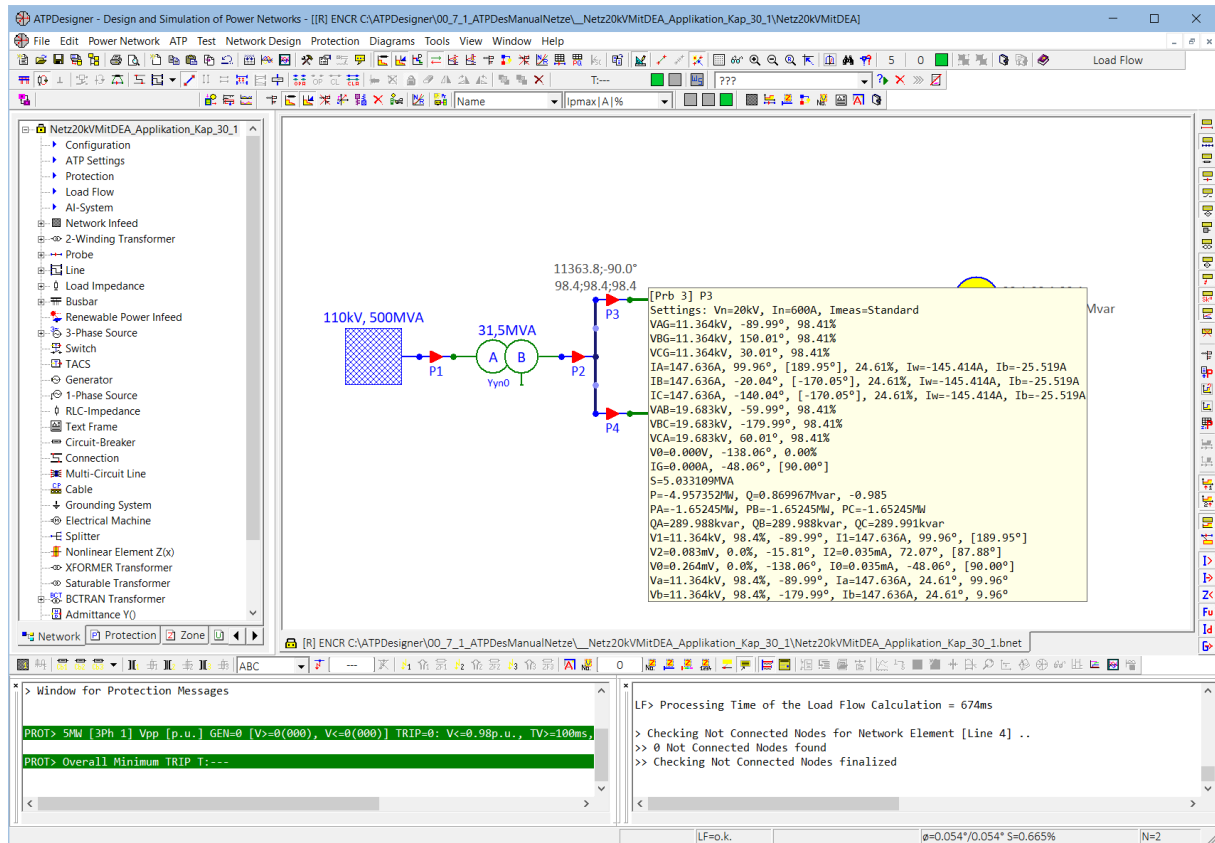 ATPDesigner - Design and Simulation of Power Networks - [[R] ENCR C:\ATPDesigner\00_7_1_ATPDesManualNetze\__Netz20kVMitDEA_Applikation_Kap_30_1\Netz20kVMitDEA]
File Edit Power Network ATP Test Network Design Protection Diagrams Tools View Window Help
5 0 Load Flow
T:--- ???
Name Ipmax|A|%
Netz20kVMitDEA_Applikation_Kap_30_1
Configuration
ATP Settings
Protection
Load Flow
AI-System
Network Infeed
2-Winding Transformer
Probe
Line
Load Impedance
Busbar
Renewable Power Infeed
3-Phase Source
Switch
TACS
Generator
1-Phase Source
RLC-Impedance
Text Frame
Circuit-Breaker
Connection
Multi-Circuit Line
Cable
Grounding System
Electrical Machine
Splitter
Nonlinear Element Z(x)
XFORMER Transformer
Saturable Transformer
BCTRAN Transformer
Admittance Y()
Network Protection Zone
11363.8;-90.0°
98.4;98.4;98.4
110kV, 500MVA
31,5MVA
P1
A B
Yyn0
P2
P3
P4
Mvar
[Prb 3] P3
Settings: Vn=20kV, In=600A, Imeas=Standard
VAG=11.364kV, -89.99°, 98.41%
VBG=11.364kV, 150.01°, 98.41%
VCG=11.364kV, 30.01°, 98.41%
IA=147.636A, 99.96°, [189.95°], 24.61%, Iw=-145.414A, Ib=-25.519A
IB=147.636A, -20.04°, [-170.05°], 24.61%, Iw=-145.414A, Ib=-25.519A
IC=147.636A, -140.04°, [-170.05°], 24.61%, Iw=-145.414A, Ib=-25.519A
VAB=19.683kV, -59.99°, 98.41%
VBC=19.683kV, -179.99°, 98.41%
VCA=19.683kV, 60.01°, 98.41%
V0=0.000V, -138.06°, 0.00%
IG=0.000A, -48.06°, [90.00°]
S=5.033109MVA
P=-4.957352MW, Q=0.869967Mvar, -0.985
PA=-1.65245MW, PB=-1.65245MW, PC=-1.65245MW
QA=289.988kvar, QB=289.988kvar, QC=289.991kvar
V1=11.364kV, 98.4%, -89.99°, I1=147.636A, 99.96°, [189.95°]
V2=0.083mV, 0.0%, -15.81°, I2=0.035mA, 72.07°, [87.88°]
V0=0.264mV, 0.0%, -138.06°, I0=0.035mA, -48.06°, [90.00°]
Va=11.364kV, 98.4%, -89.99°, Ia=147.636A, 24.61°, 99.96°
Vb=11.364kV, 98.4%, -179.99°, Ib=147.636A, 24.61°, 9.96°
[R] ENCR C:\ATPDesigner\00_7_1_ATPDesManualNetze\__Netz20kVMitDEA_Applikation_Kap_30_1\Netz20kVMitDEA_Applikation_Kap_30_1.bnet
ABC --- 0
> Window for Protection Messages
PROT> 5MW [3Ph 1] Vpp [p.u.] GEN=0 [V>=0(000), V<=0(000)] TRIP=0: V<=0.98p.u., TV>=100ms,
PROT> Overall Minimum TRIP T:---
LF> Processing Time of the Load Flow Calculation = 674ms
> Checking Not Connected Nodes for Network Element [Line 4] ..
>> 0 Not Connected Nodes found
>> Checking Not Connected Nodes finalized
LF=o.k. ø=0.054°/0.054° S=0.665% N=2